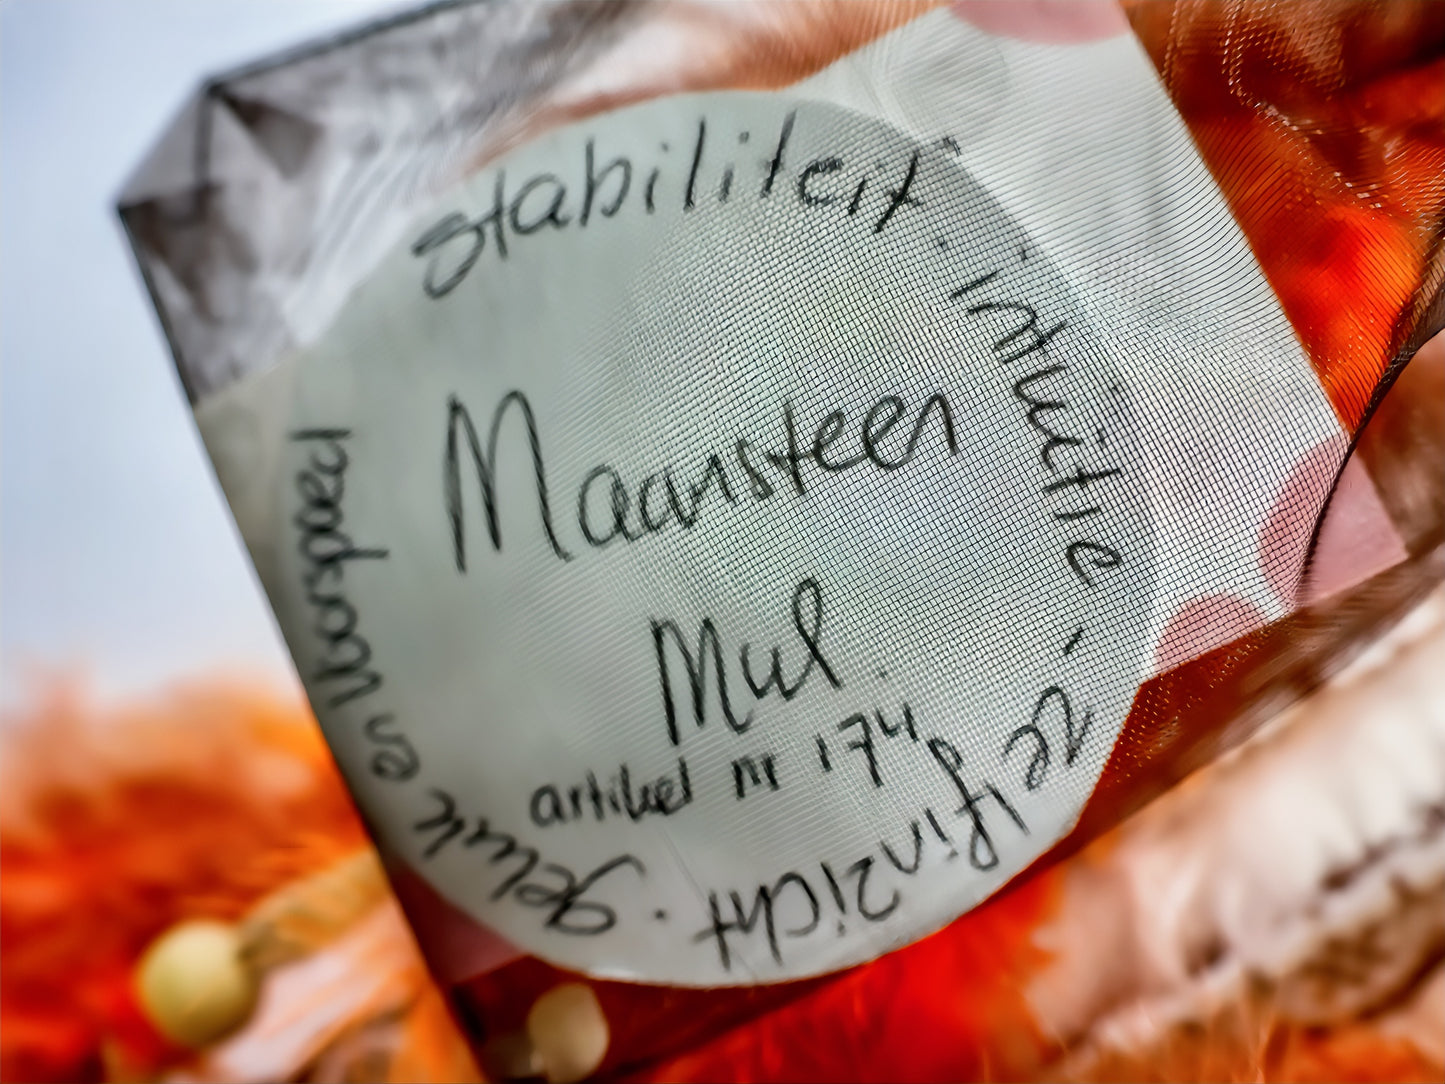 stabiliteit · intuïtie - zelfinzicht · geluk en voorspoed
Maansteen
Mul.
artikel nr 174